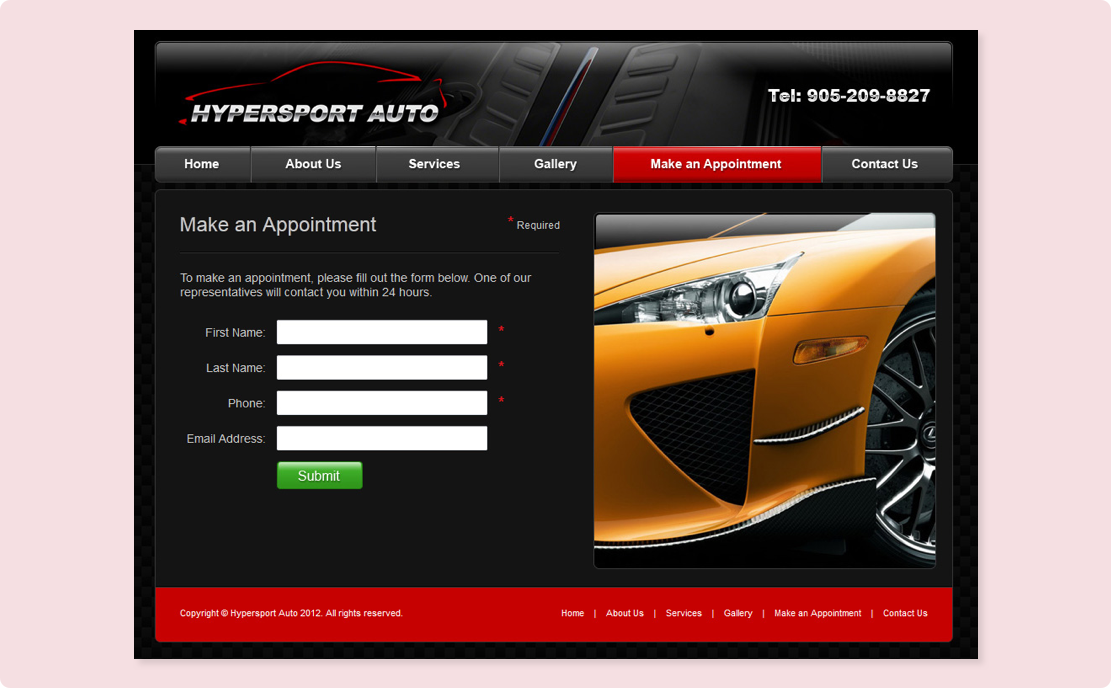 HYPERSPORT AUTO
Tel: 905-209-8827
Home About Us Services Gallery Make an Appointment Contact Us
Make an Appointment
* Required
To make an appointment, please fill out the form below. One of our
representatives will contact you within 24 hours.
First Name: *
Last Name: *
Phone: *
Email Address:
Submit
Copyright © Hypersport Auto 2012. All rights reserved.
Home | About Us | Services | Gallery | Make an Appointment | Contact Us